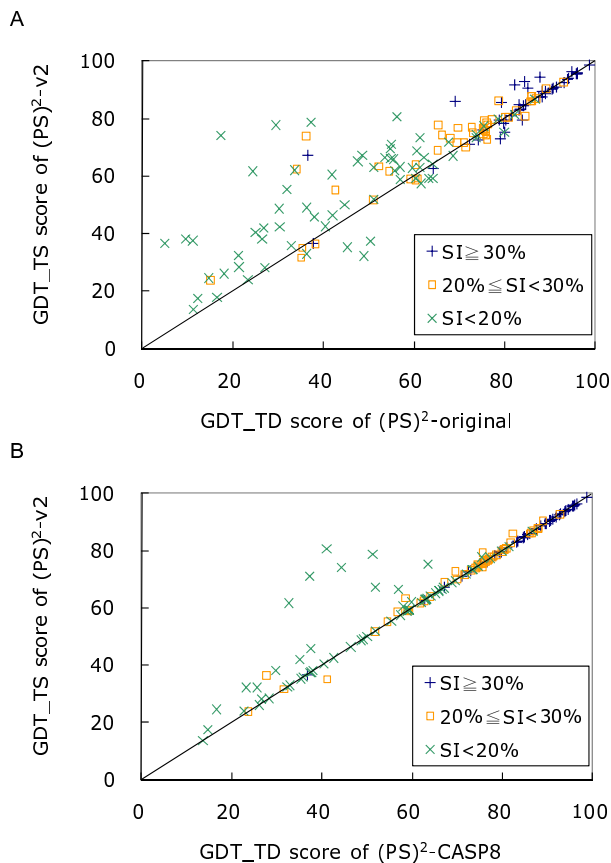 A
GDT_TS score of (PS)²-v2
100
80
60
40
20
0
SI≧30%
20%≦SI<30%
SI<20%
0 20 40 60 80 100
GDT_TD score of (PS)²-original
B
GDT_TS score of (PS)²-v2
100
80
60
40
20
0
SI≧30%
20%≦SI<30%
SI<20%
0 20 40 60 80 100
GDT_TD score of (PS)²-CASP8